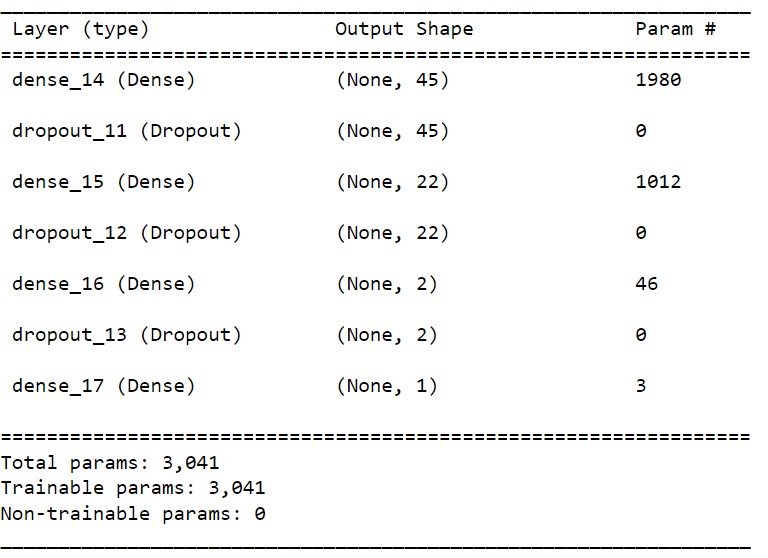 Layer (type) Output Shape Param #
dense_14 (Dense) (None, 45) 1980
dropout_11 (Dropout) (None, 45) 0
dense_15 (Dense) (None, 22) 1012
dropout_12 (Dropout) (None, 22) 0
dense_16 (Dense) (None, 2) 46
dropout_13 (Dropout) (None, 2) 0
dense_17 (Dense) (None, 1) 3
Total params: 3,041
Trainable params: 3,041
Non-trainable params: 0